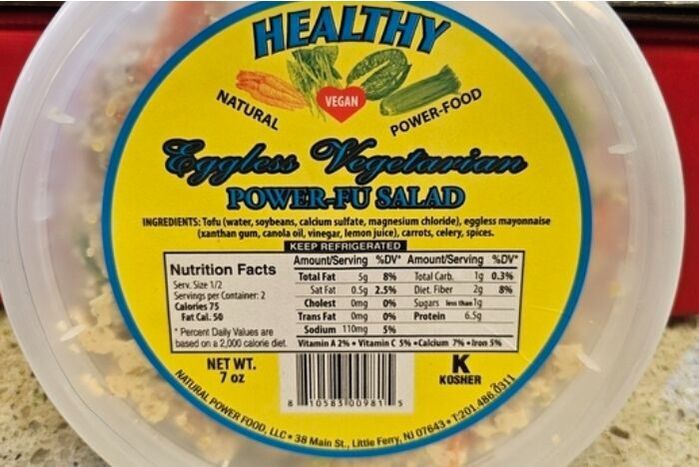 HEALTHY
NATURAL
VEGAN
POWER-FOOD
Eggless Vegetarian
POWER-FU SALAD
INGREDIENTS: Tofu (water, soybeans, calcium sulfate, magnesium chloride), eggless mayonnaise
(xanthan gum, canola oil, vinegar, lemon juice), carrots, celery, spices.
KEEP REFRIGERATED
Nutrition Facts
Serv. Size 1/2
Servings per Container: 2
Calories 75
Fat Cal. 50
* Percent Daily Values are
based on a 2,000 calorie diet
Amount/Serving %DV* Amount/Serving %DV*
Total Fat 5g 8% Total Carb. 1g 0.3%
Sat Fat 0.5g 2.5% Diet. Fiber 2g 8%
Cholest 0mg 0% Sugars less than 1g
Trans Fat 0mg 0% Protein 6.5g
Sodium 110mg 5%
Vitamin A 2% • Vitamin C 5% • Calcium 7% • Iron 5%
NET WT.
7 oz
8 10583 00981 5
K
KOSHER
NATURAL POWER FOOD, LLC • 38 Main St., Little Ferry, NJ 07643 • T:201.486.0311